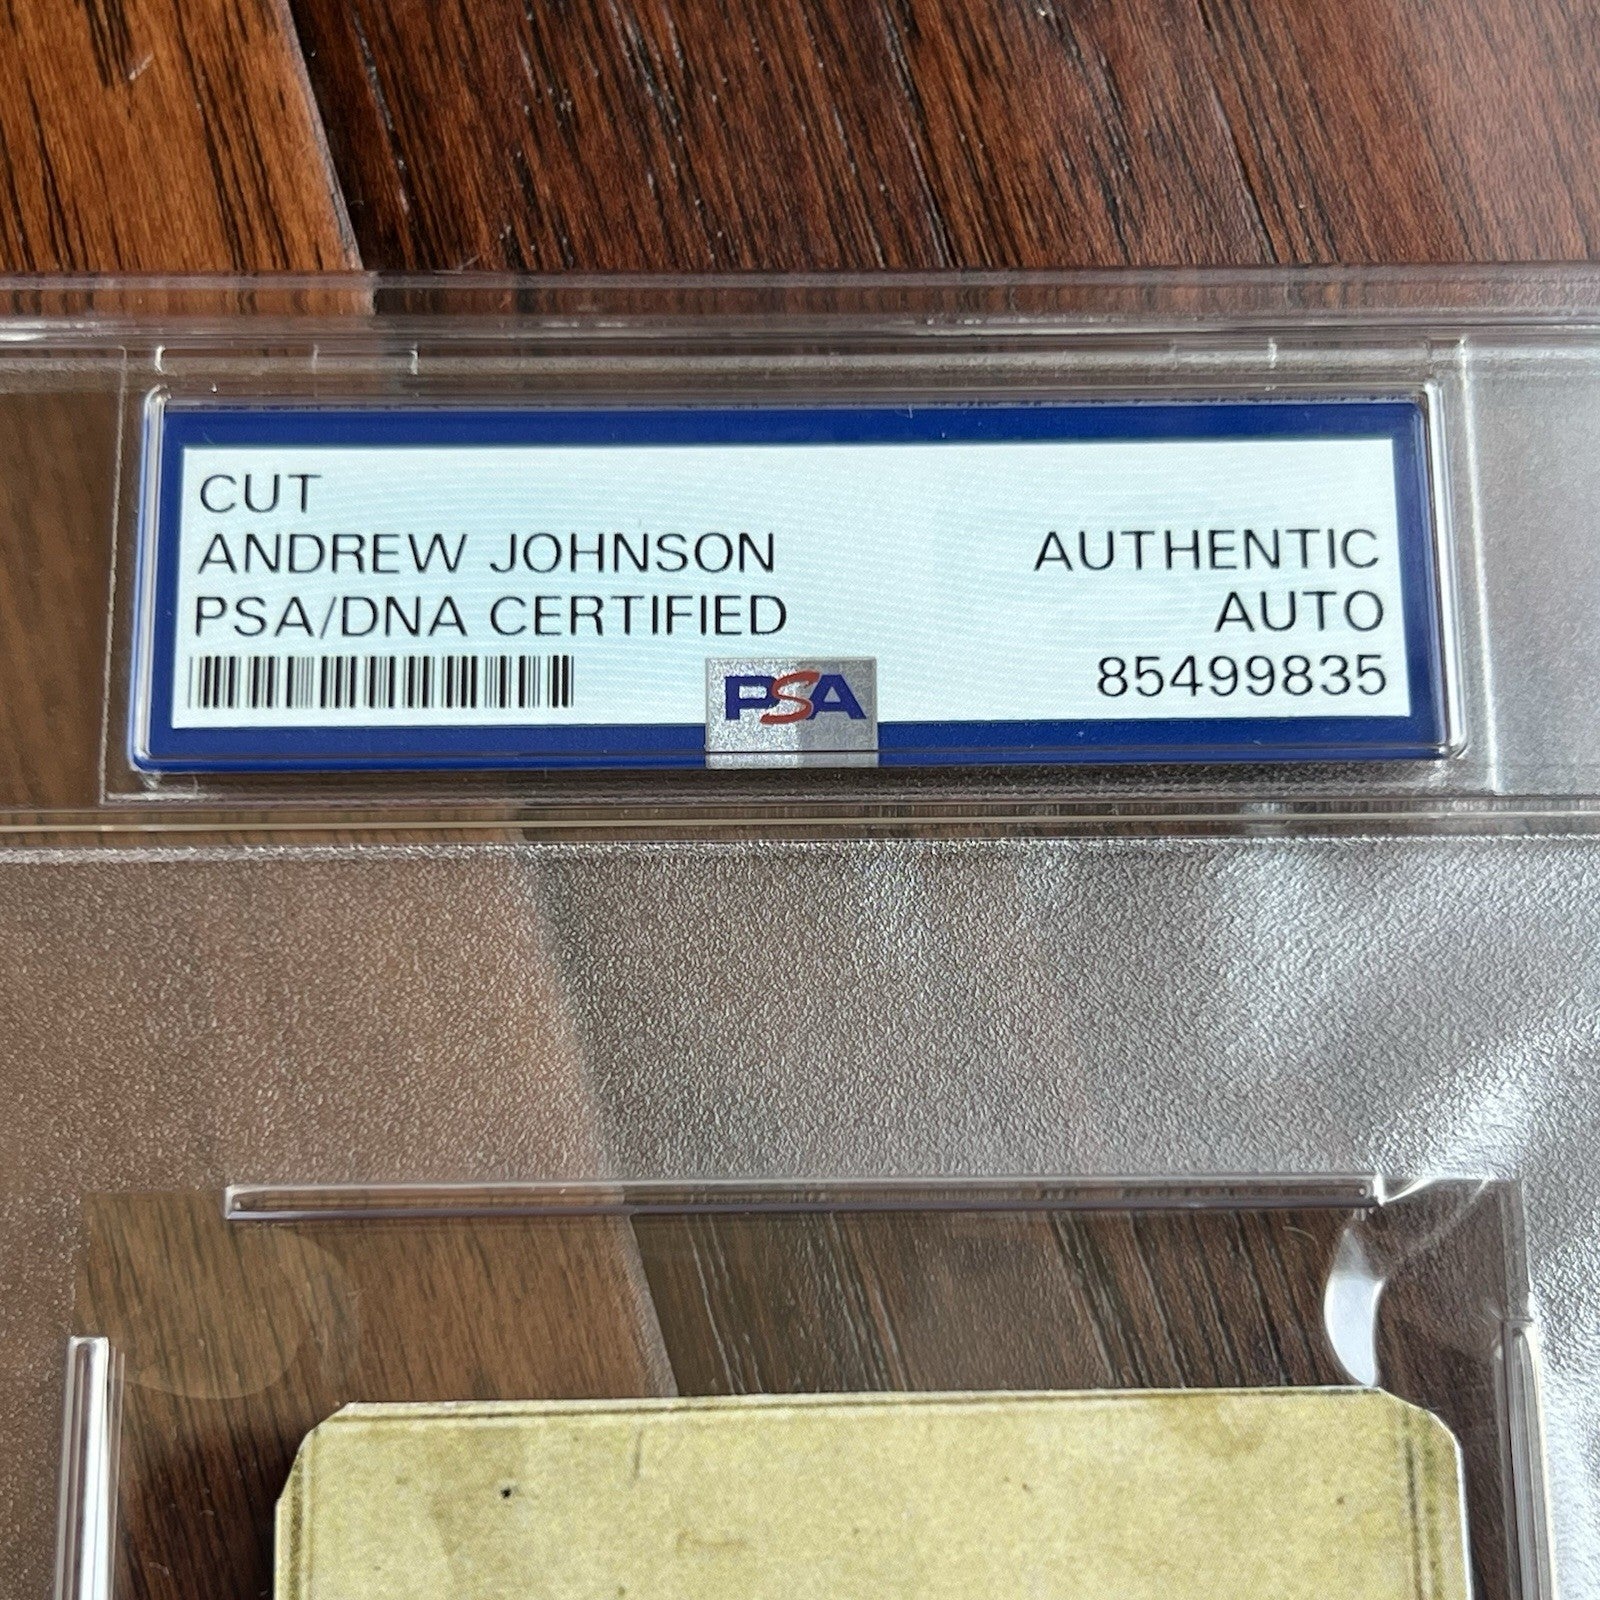 CUT
ANDREW JOHNSON
PSA/DNA CERTIFIED
AUTHENTIC
AUTO
85499835
PSA